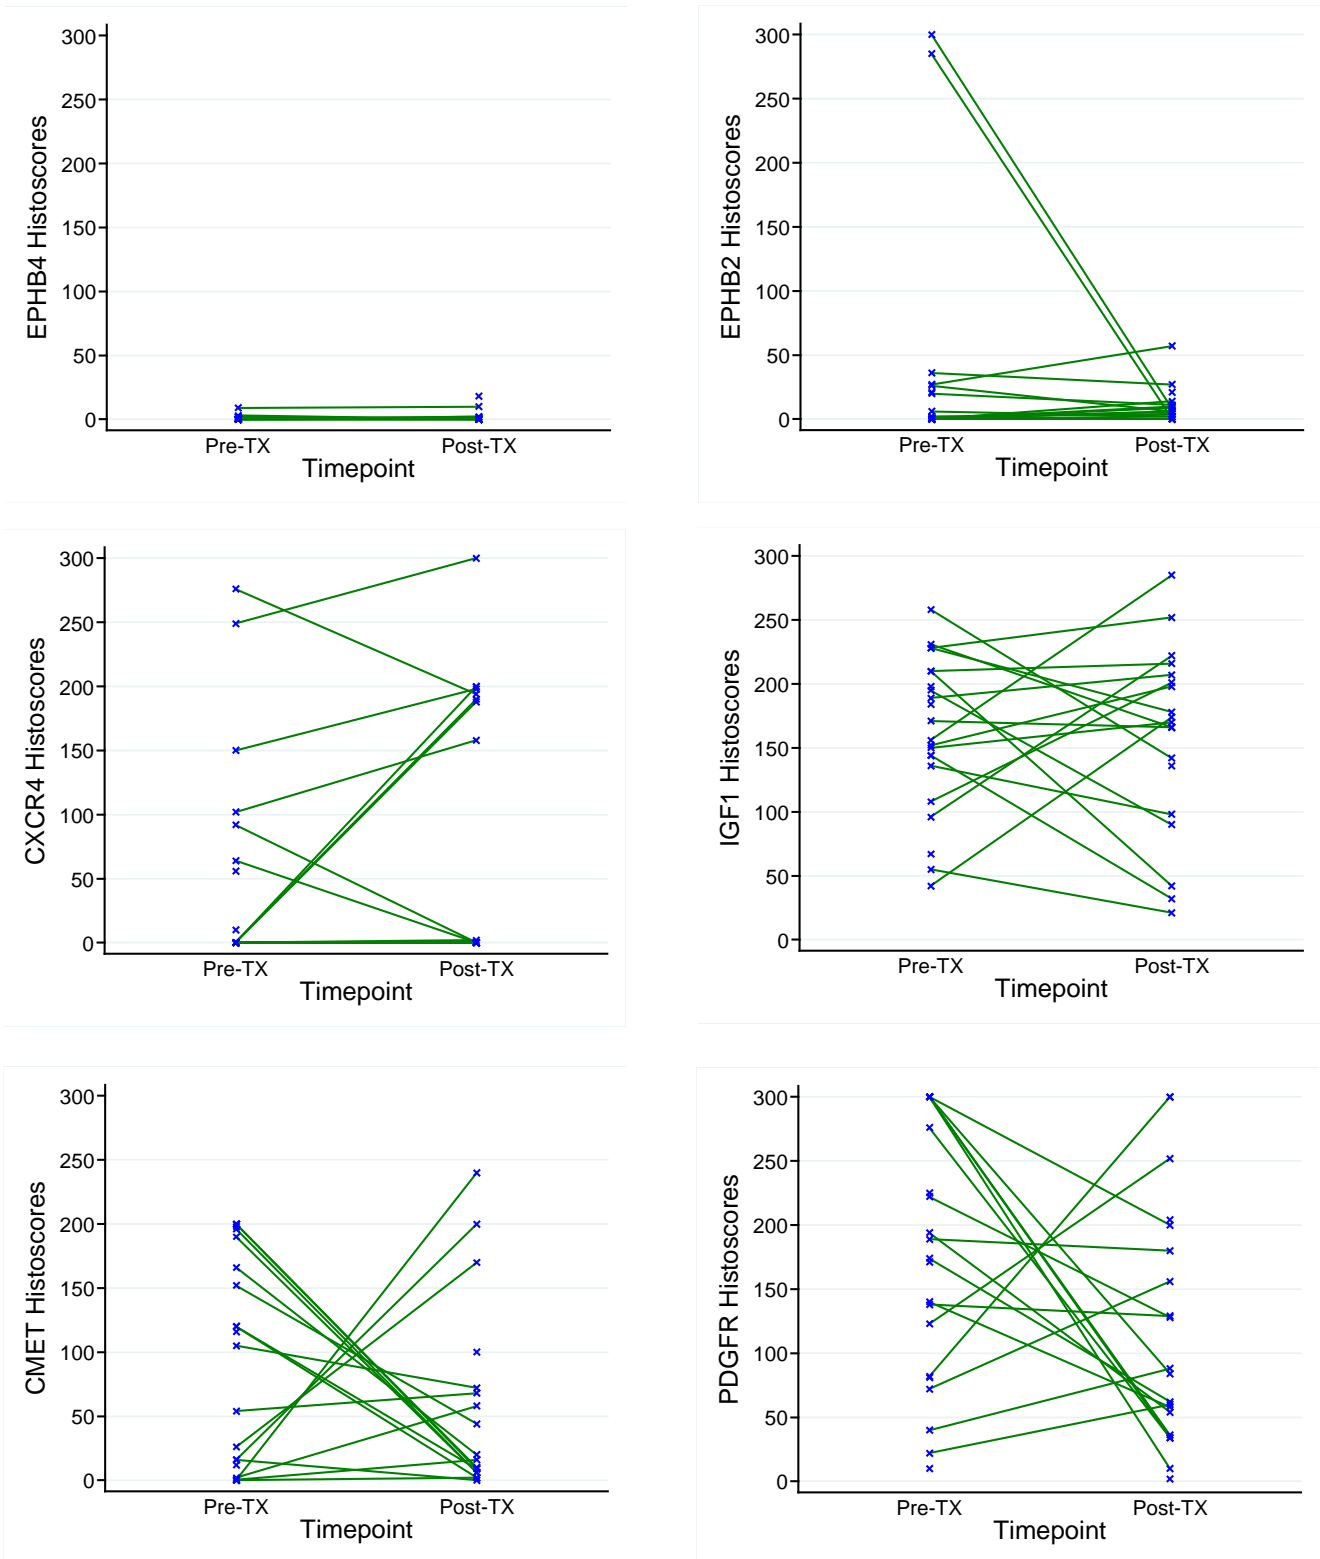 EPHB4 Histoscores
300
250
200
150
100
50
0
Pre-TX Post-TX
Timepoint
EPHB2 Histoscores
300
250
200
150
100
50
0
Pre-TX Post-TX
Timepoint
CXCR4 Histoscores
300
250
200
150
100
50
0
Pre-TX Post-TX
Timepoint
IGF1 Histoscores
300
250
200
150
100
50
0
Pre-TX Post-TX
Timepoint
CMET Histoscores
300
250
200
150
100
50
0
Pre-TX Post-TX
Timepoint
PDGFR Histoscores
300
250
200
150
100
50
0
Pre-TX Post-TX
Timepoint